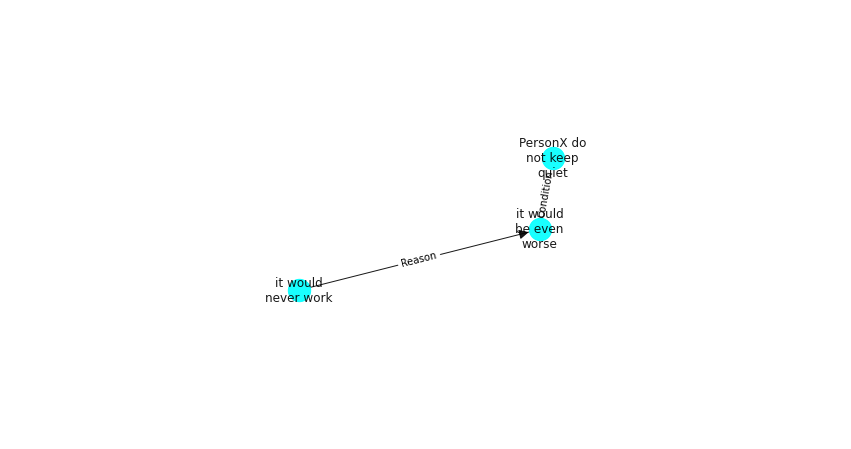 PersonX do
not keep
quiet
Condition
it would
be even
worse
Reason
it would
never work